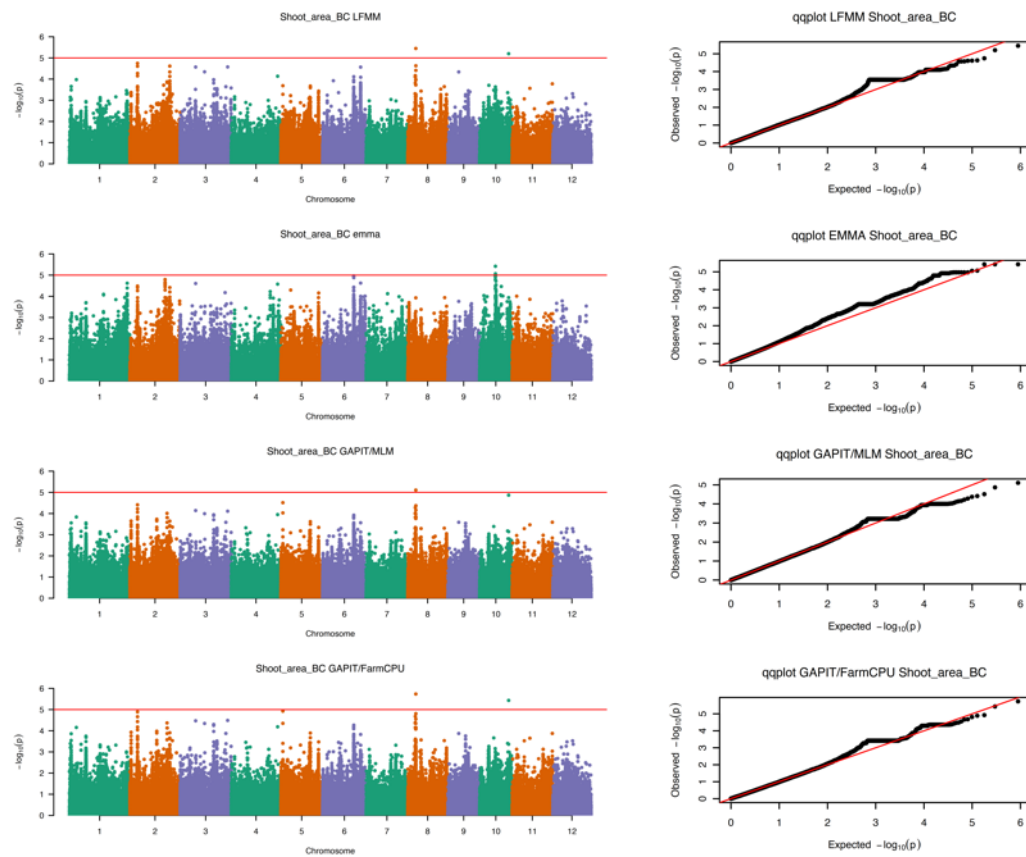 Shoot_area_BC LFMM
6
5
4
3
2
1
0
−log10(p)
1 2 3 4 5 6 7 8 9 10 11 12
Chromosome
qqplot LFMM Shoot_area_BC
5
4
3
2
1
0
Observed −log10(p)
0 1 2 3 4 5 6
Expected −log10(p)
Shoot_area_BC emma
6
5
4
3
2
1
0
−log10(p)
1 2 3 4 5 6 7 8 9 10 11 12
Chromosome
qqplot EMMA Shoot_area_BC
5
4
3
2
1
0
Observed −log10(p)
0 1 2 3 4 5 6
Expected −log10(p)
Shoot_area_BC GAPIT/MLM
6
5
4
3
2
1
0
−log10(p)
1 2 3 4 5 6 7 8 9 10 11 12
Chromosome
qqplot GAPIT/MLM Shoot_area_BC
5
4
3
2
1
0
Observed −log10(p)
0 1 2 3 4 5 6
Expected −log10(p)
Shoot_area_BC GAPIT/FarmCPU
6
5
4
3
2
1
0
−log10(p)
1 2 3 4 5 6 7 8 9 10 11 12
Chromosome
qqplot GAPIT/FarmCPU Shoot_area_BC
5
4
3
2
1
0
Observed −log10(p)
0 1 2 3 4 5 6
Expected −log10(p)